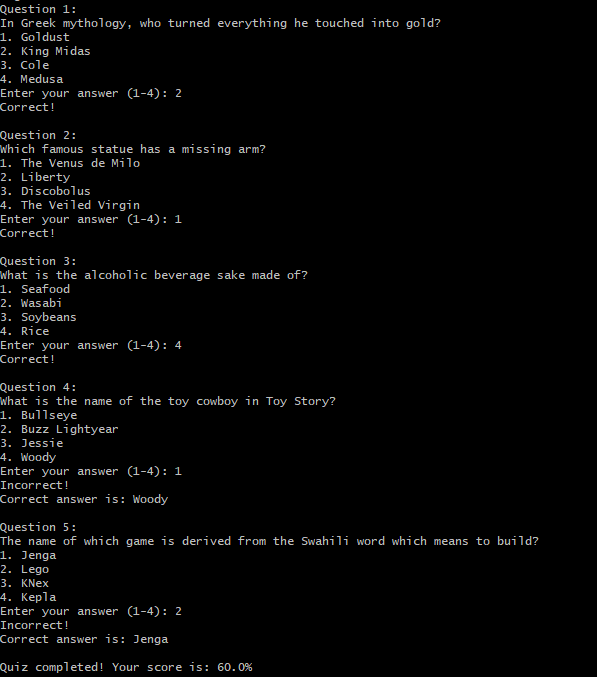 Question 1:
In Greek mythology, who turned everything he touched into gold?
1. Goldust
2. King Midas
3. Cole
4. Medusa
Enter your answer (1-4): 2
Correct!
Question 2:
Which famous statue has a missing arm?
1. The Venus de Milo
2. Liberty
3. Discobolus
4. The Veiled Virgin
Enter your answer (1-4): 1
Correct!
Question 3:
What is the alcoholic beverage sake made of?
1. Seafood
2. Wasabi
3. Soybeans
4. Rice
Enter your answer (1-4): 4
Correct!
Question 4:
What is the name of the toy cowboy in Toy Story?
1. Bullseye
2. Buzz Lightyear
3. Jessie
4. Woody
Enter your answer (1-4): 1
Incorrect!
Correct answer is: Woody
Question 5:
The name of which game is derived from the Swahili word which means to build?
1. Jenga
2. Lego
3. KNex
4. Kepla
Enter your answer (1-4): 2
Incorrect!
Correct answer is: Jenga
Quiz completed! Your score is: 60.0%